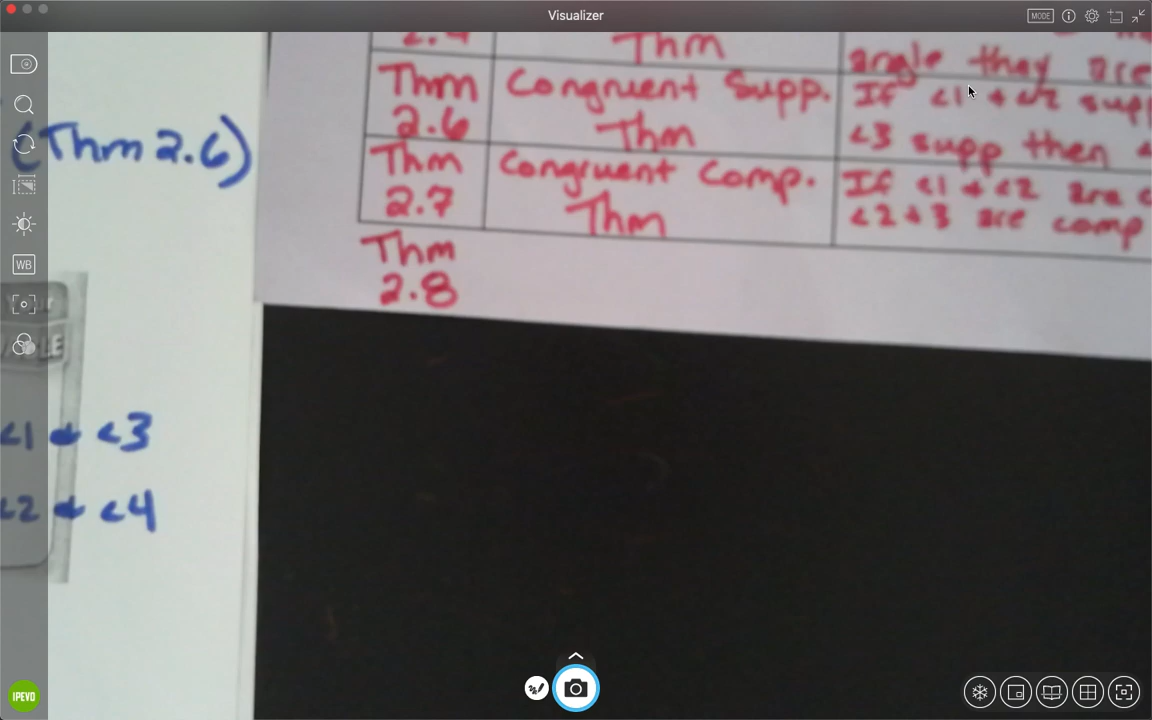 Visualizer
MODE
WB
(Thm 2.6)
<1 & <3
<2 & <4
Thm
angle they are
Thm
2.6
Congruent Supp.
Thm
If <1 & <2 supp
<3 supp then
Thm
2.7
Congruent Comp.
Thm
If <1 & <2 are
<2 & 3 are comp
Thm
2.8
IPEVO